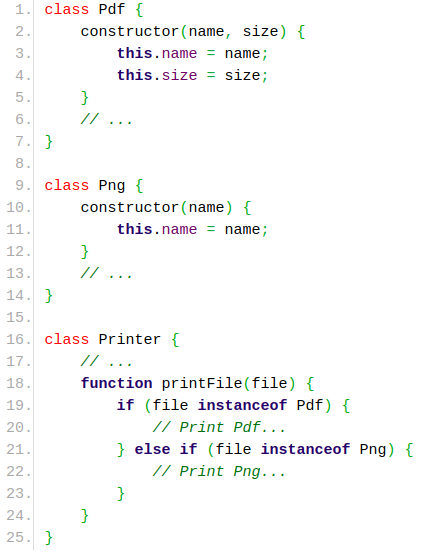 1. class Pdf {
2.     constructor(name, size) {
3.         this.name = name;
4.         this.size = size;
5.     }
6.     // ...
7. }
8.
9. class Png {
10.     constructor(name) {
11.         this.name = name;
12.     }
13.     // ...
14. }
15.
16. class Printer {
17.     // ...
18.     function printFile(file) {
19.         if (file instanceof Pdf) {
20.             // Print Pdf...
21.         } else if (file instanceof Png) {
22.             // Print Png...
23.         }
24.     }
25. }